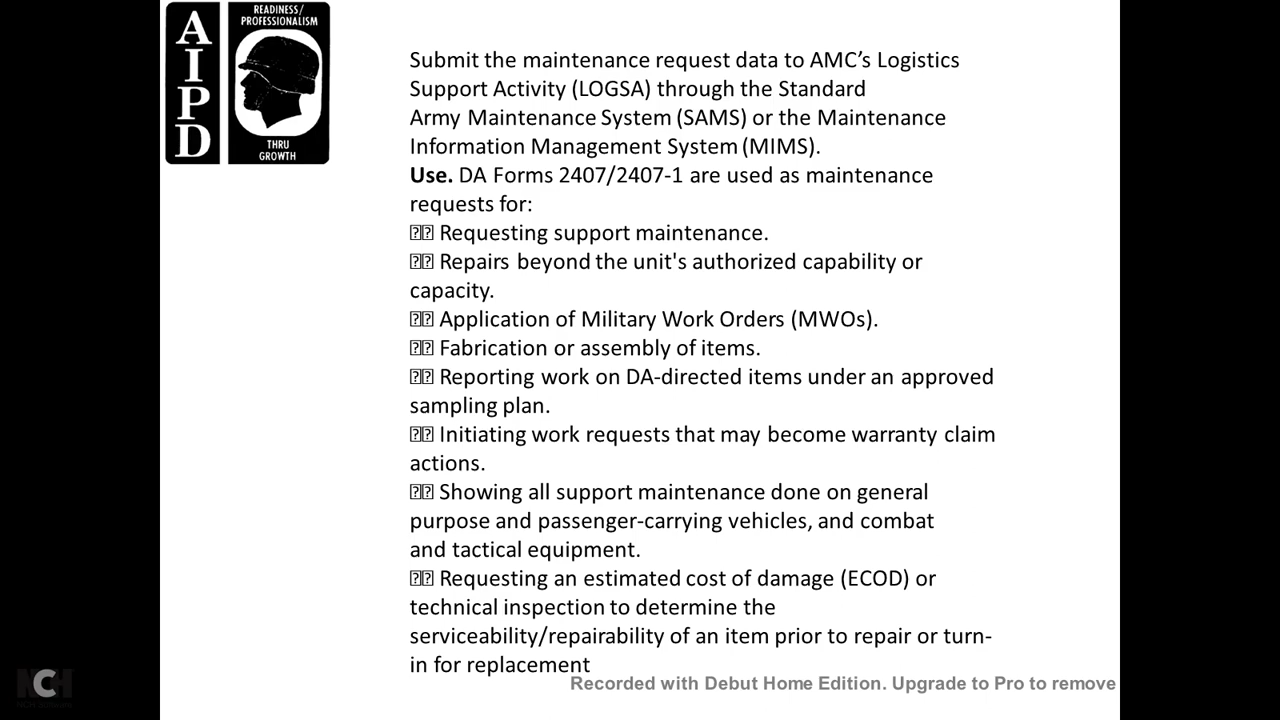 AIPD
READINESS/
PROFESSIONALISM
THRU
GROWTH
Submit the maintenance request data to AMC’s Logistics
Support Activity (LOGSA) through the Standard
Army Maintenance System (SAMS) or the Maintenance
Information Management System (MIMS).
Use. DA Forms 2407/2407-1 are used as maintenance
requests for:
⍰⍰ Requesting support maintenance.
⍰⍰ Repairs beyond the unit's authorized capability or
capacity.
⍰⍰ Application of Military Work Orders (MWOs).
⍰⍰ Fabrication or assembly of items.
⍰⍰ Reporting work on DA-directed items under an approved
sampling plan.
⍰⍰ Initiating work requests that may become warranty claim
actions.
⍰⍰ Showing all support maintenance done on general
purpose and passenger-carrying vehicles, and combat
and tactical equipment.
⍰⍰ Requesting an estimated cost of damage (ECOD) or
technical inspection to determine the
serviceability/repairability of an item prior to repair or turn-
in for replacement
Recorded with Debut Home Edition. Upgrade to Pro to remove
NCH